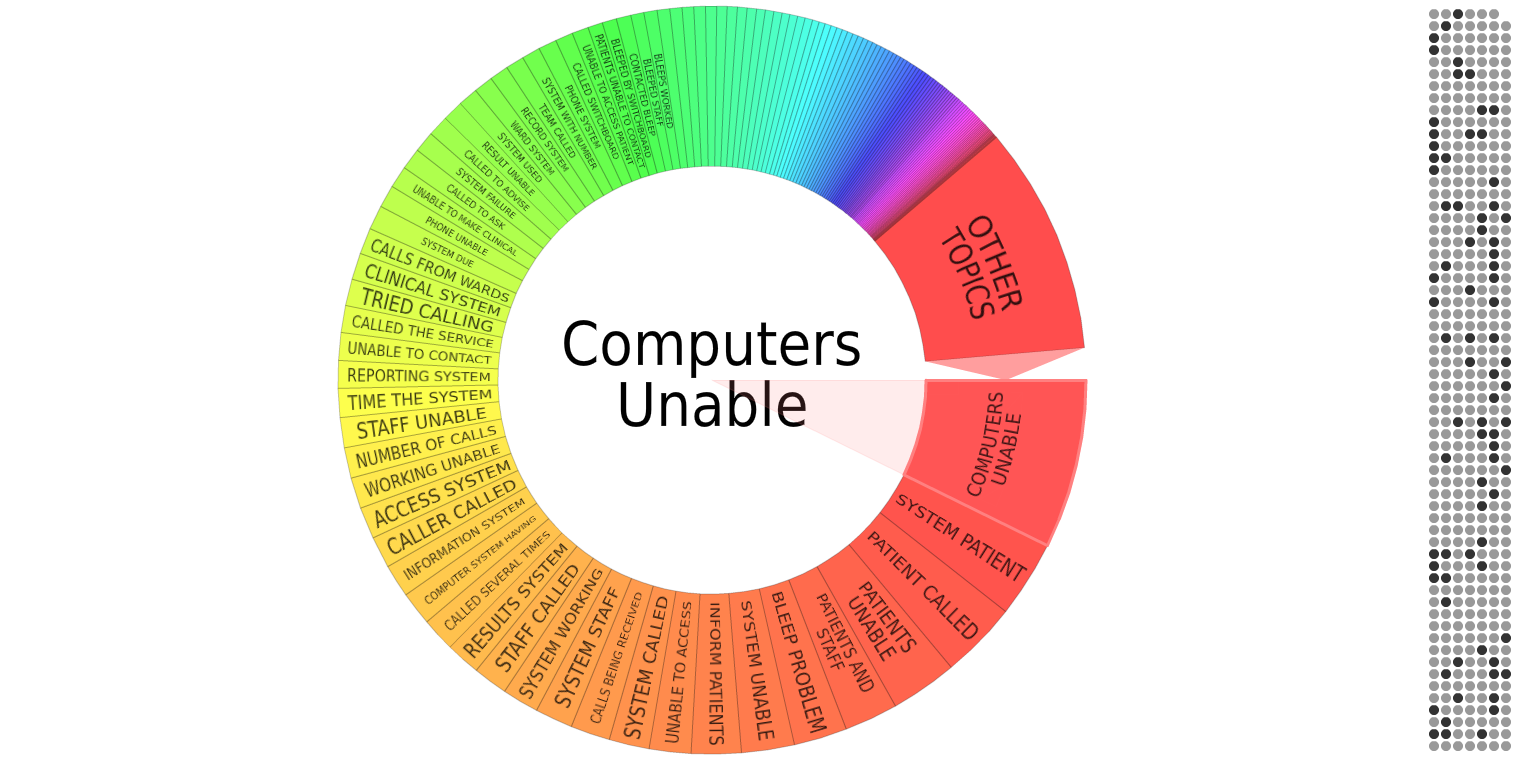 Computers
Unable
OTHER
TOPICS
COMPUTERS
UNABLE
SYSTEM PATIENT
PATIENT CALLED
PATIENTS
UNABLE
PATIENTS AND
STAFF
BLEEP PROBLEM
SYSTEM UNABLE
INFORM PATIENTS
UNABLE TO ACCESS
SYSTEM CALLED
CALLS BEING RECEIVED
SYSTEM STAFF
SYSTEM WORKING
STAFF CALLED
RESULTS SYSTEM
CALLED SEVERAL TIMES
COMPUTER SYSTEM HAVING
INFORMATION SYSTEM
CALLER CALLED
ACCESS SYSTEM
WORKING UNABLE
NUMBER OF CALLS
STAFF UNABLE
TIME THE SYSTEM
REPORTING SYSTEM
UNABLE TO CONTACT
CALLED THE SERVICE
TRIED CALLING
CLINICAL SYSTEM
CALLS FROM WARDS
SYSTEM DUE
PHONE UNABLE
UNABLE TO MAKE CLINICAL
CALLED TO ASK
SYSTEM FAILURE
CALLED TO ADVISE
RESULT UNABLE
SYSTEM USED
WARD SYSTEM
RECORD SYSTEM
TEAM CALLED
SYSTEM WITH NUMBER
PHONE SYSTEM
CALLED SWITCHBOARD
UNABLE TO ACCESS PATIENT
PATIENTS UNABLE TO CONTACT
BLEEPED BY SWITCHBOARD
CONTACTED BLEEP
BLEEPED STAFF
BLEEPS WORKED